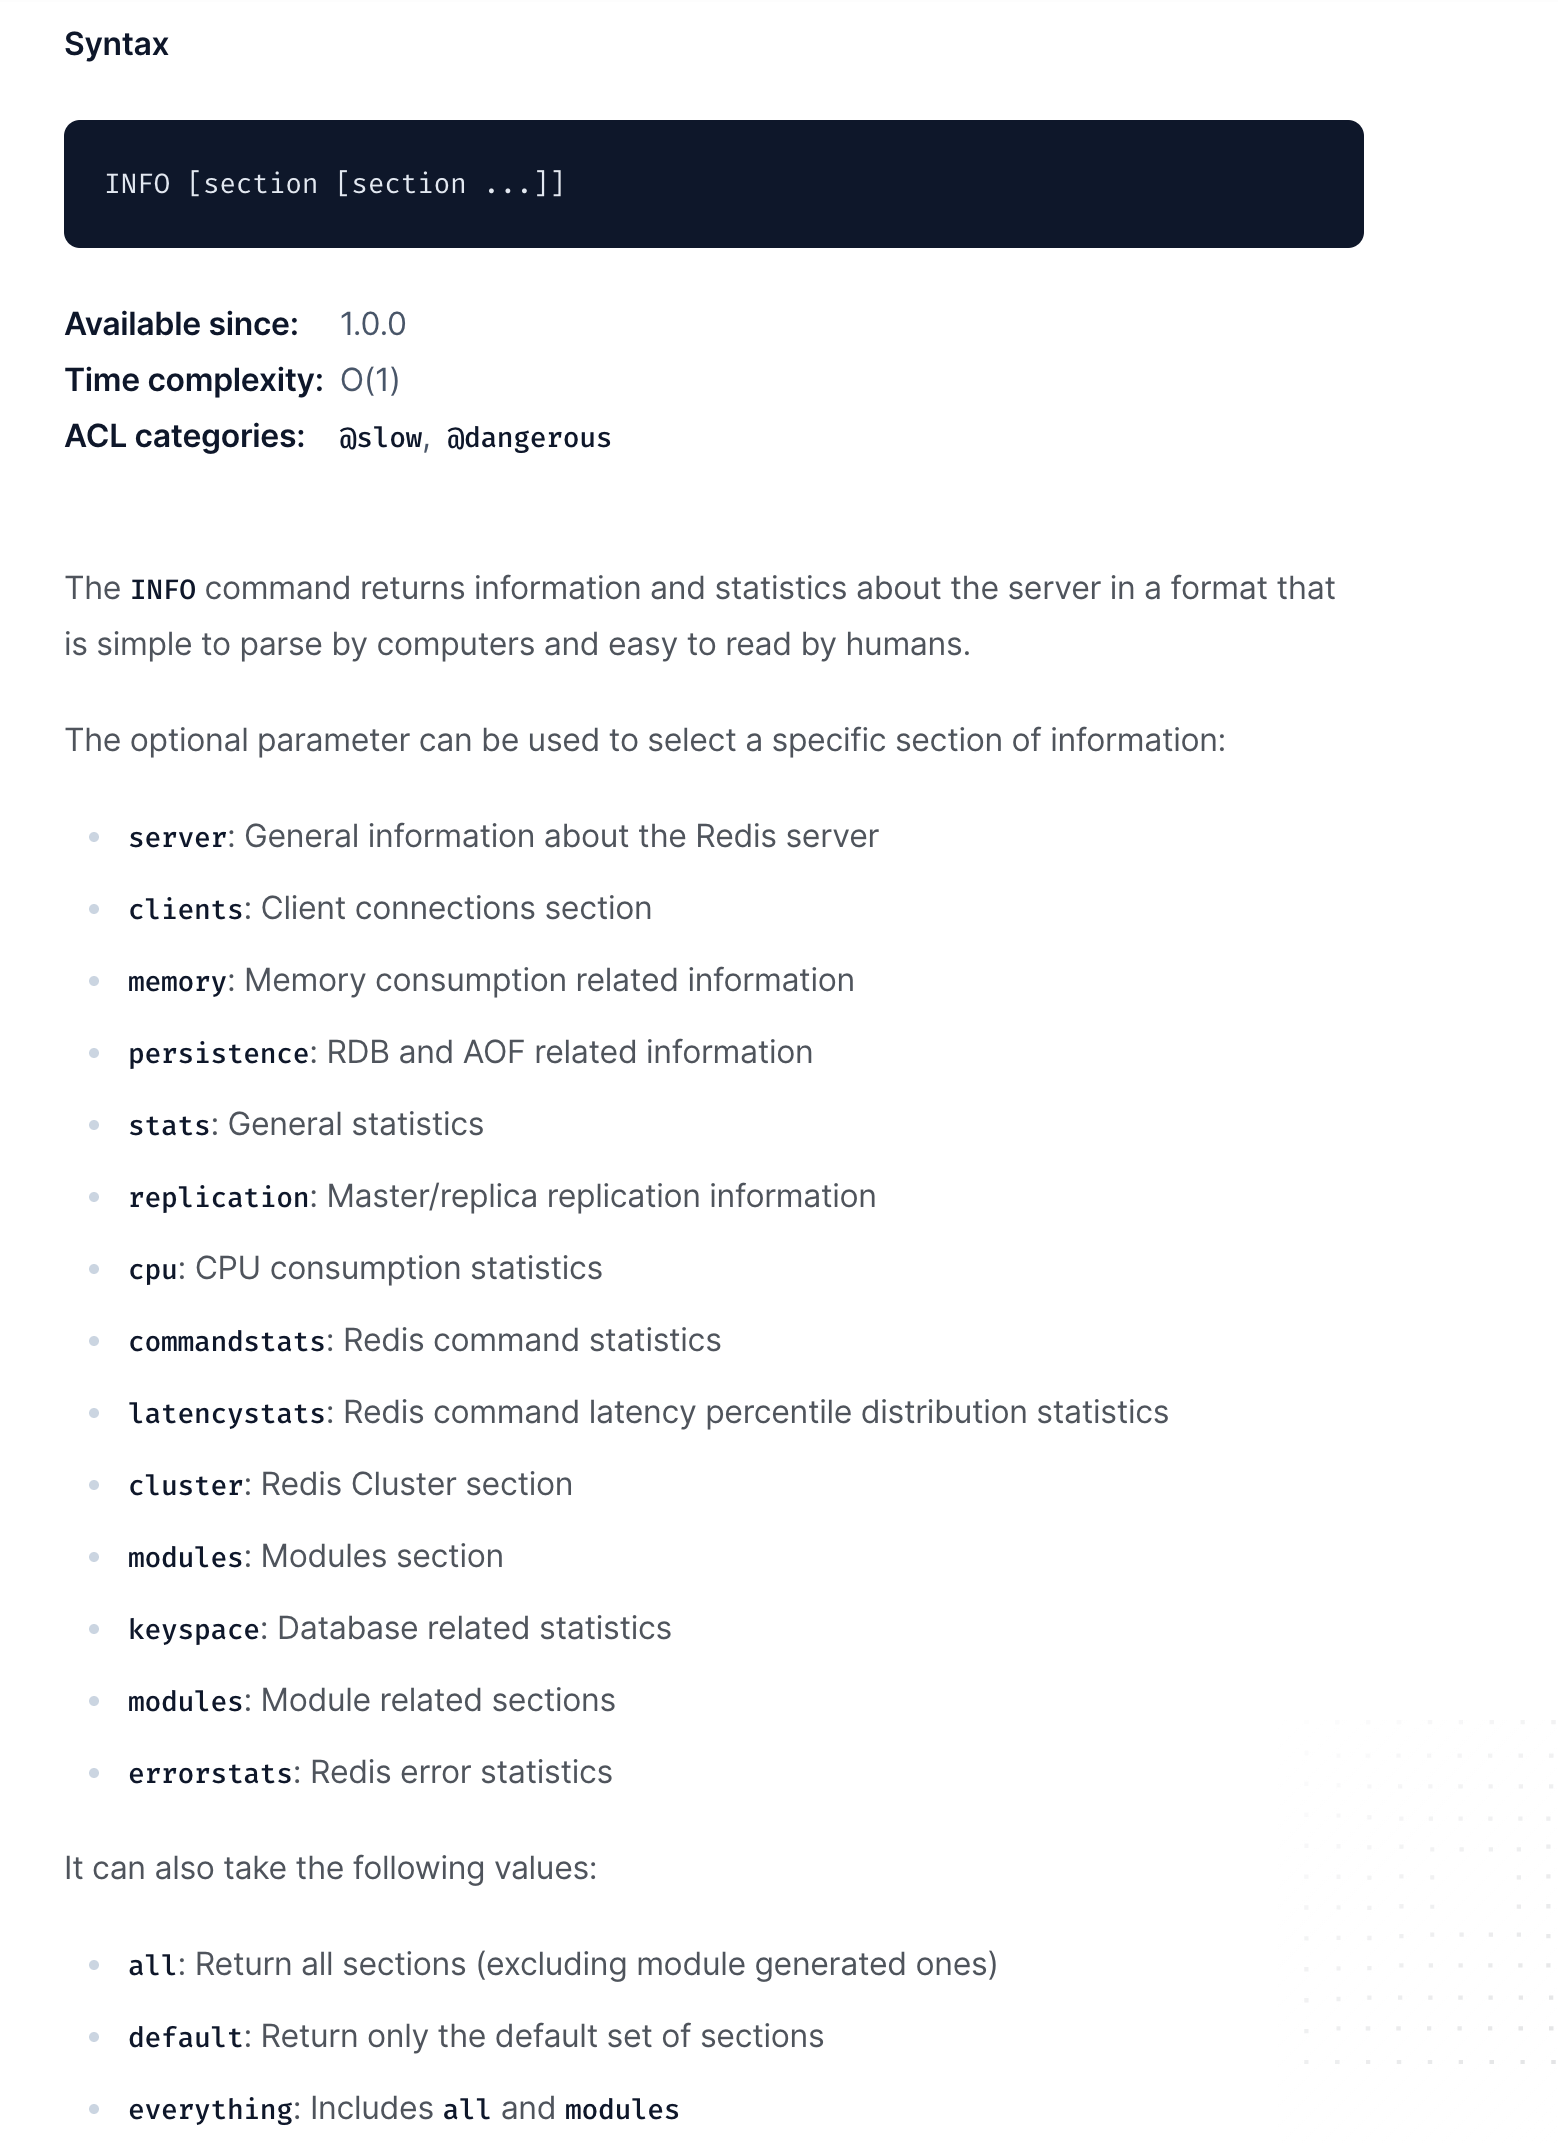 Syntax
INFO [section [section ...]]
Available since: 1.0.0
Time complexity: O(1)
ACL categories: @slow, @dangerous
The INFO command returns information and statistics about the server in a format that
is simple to parse by computers and easy to read by humans.
The optional parameter can be used to select a specific section of information:
server: General information about the Redis server
clients: Client connections section
memory: Memory consumption related information
persistence: RDB and AOF related information
stats: General statistics
replication: Master/replica replication information
cpu: CPU consumption statistics
commandstats: Redis command statistics
latencystats: Redis command latency percentile distribution statistics
cluster: Redis Cluster section
modules: Modules section
keyspace: Database related statistics
modules: Module related sections
errorstats: Redis error statistics
It can also take the following values:
all: Return all sections (excluding module generated ones)
default: Return only the default set of sections
everything: Includes all and modules